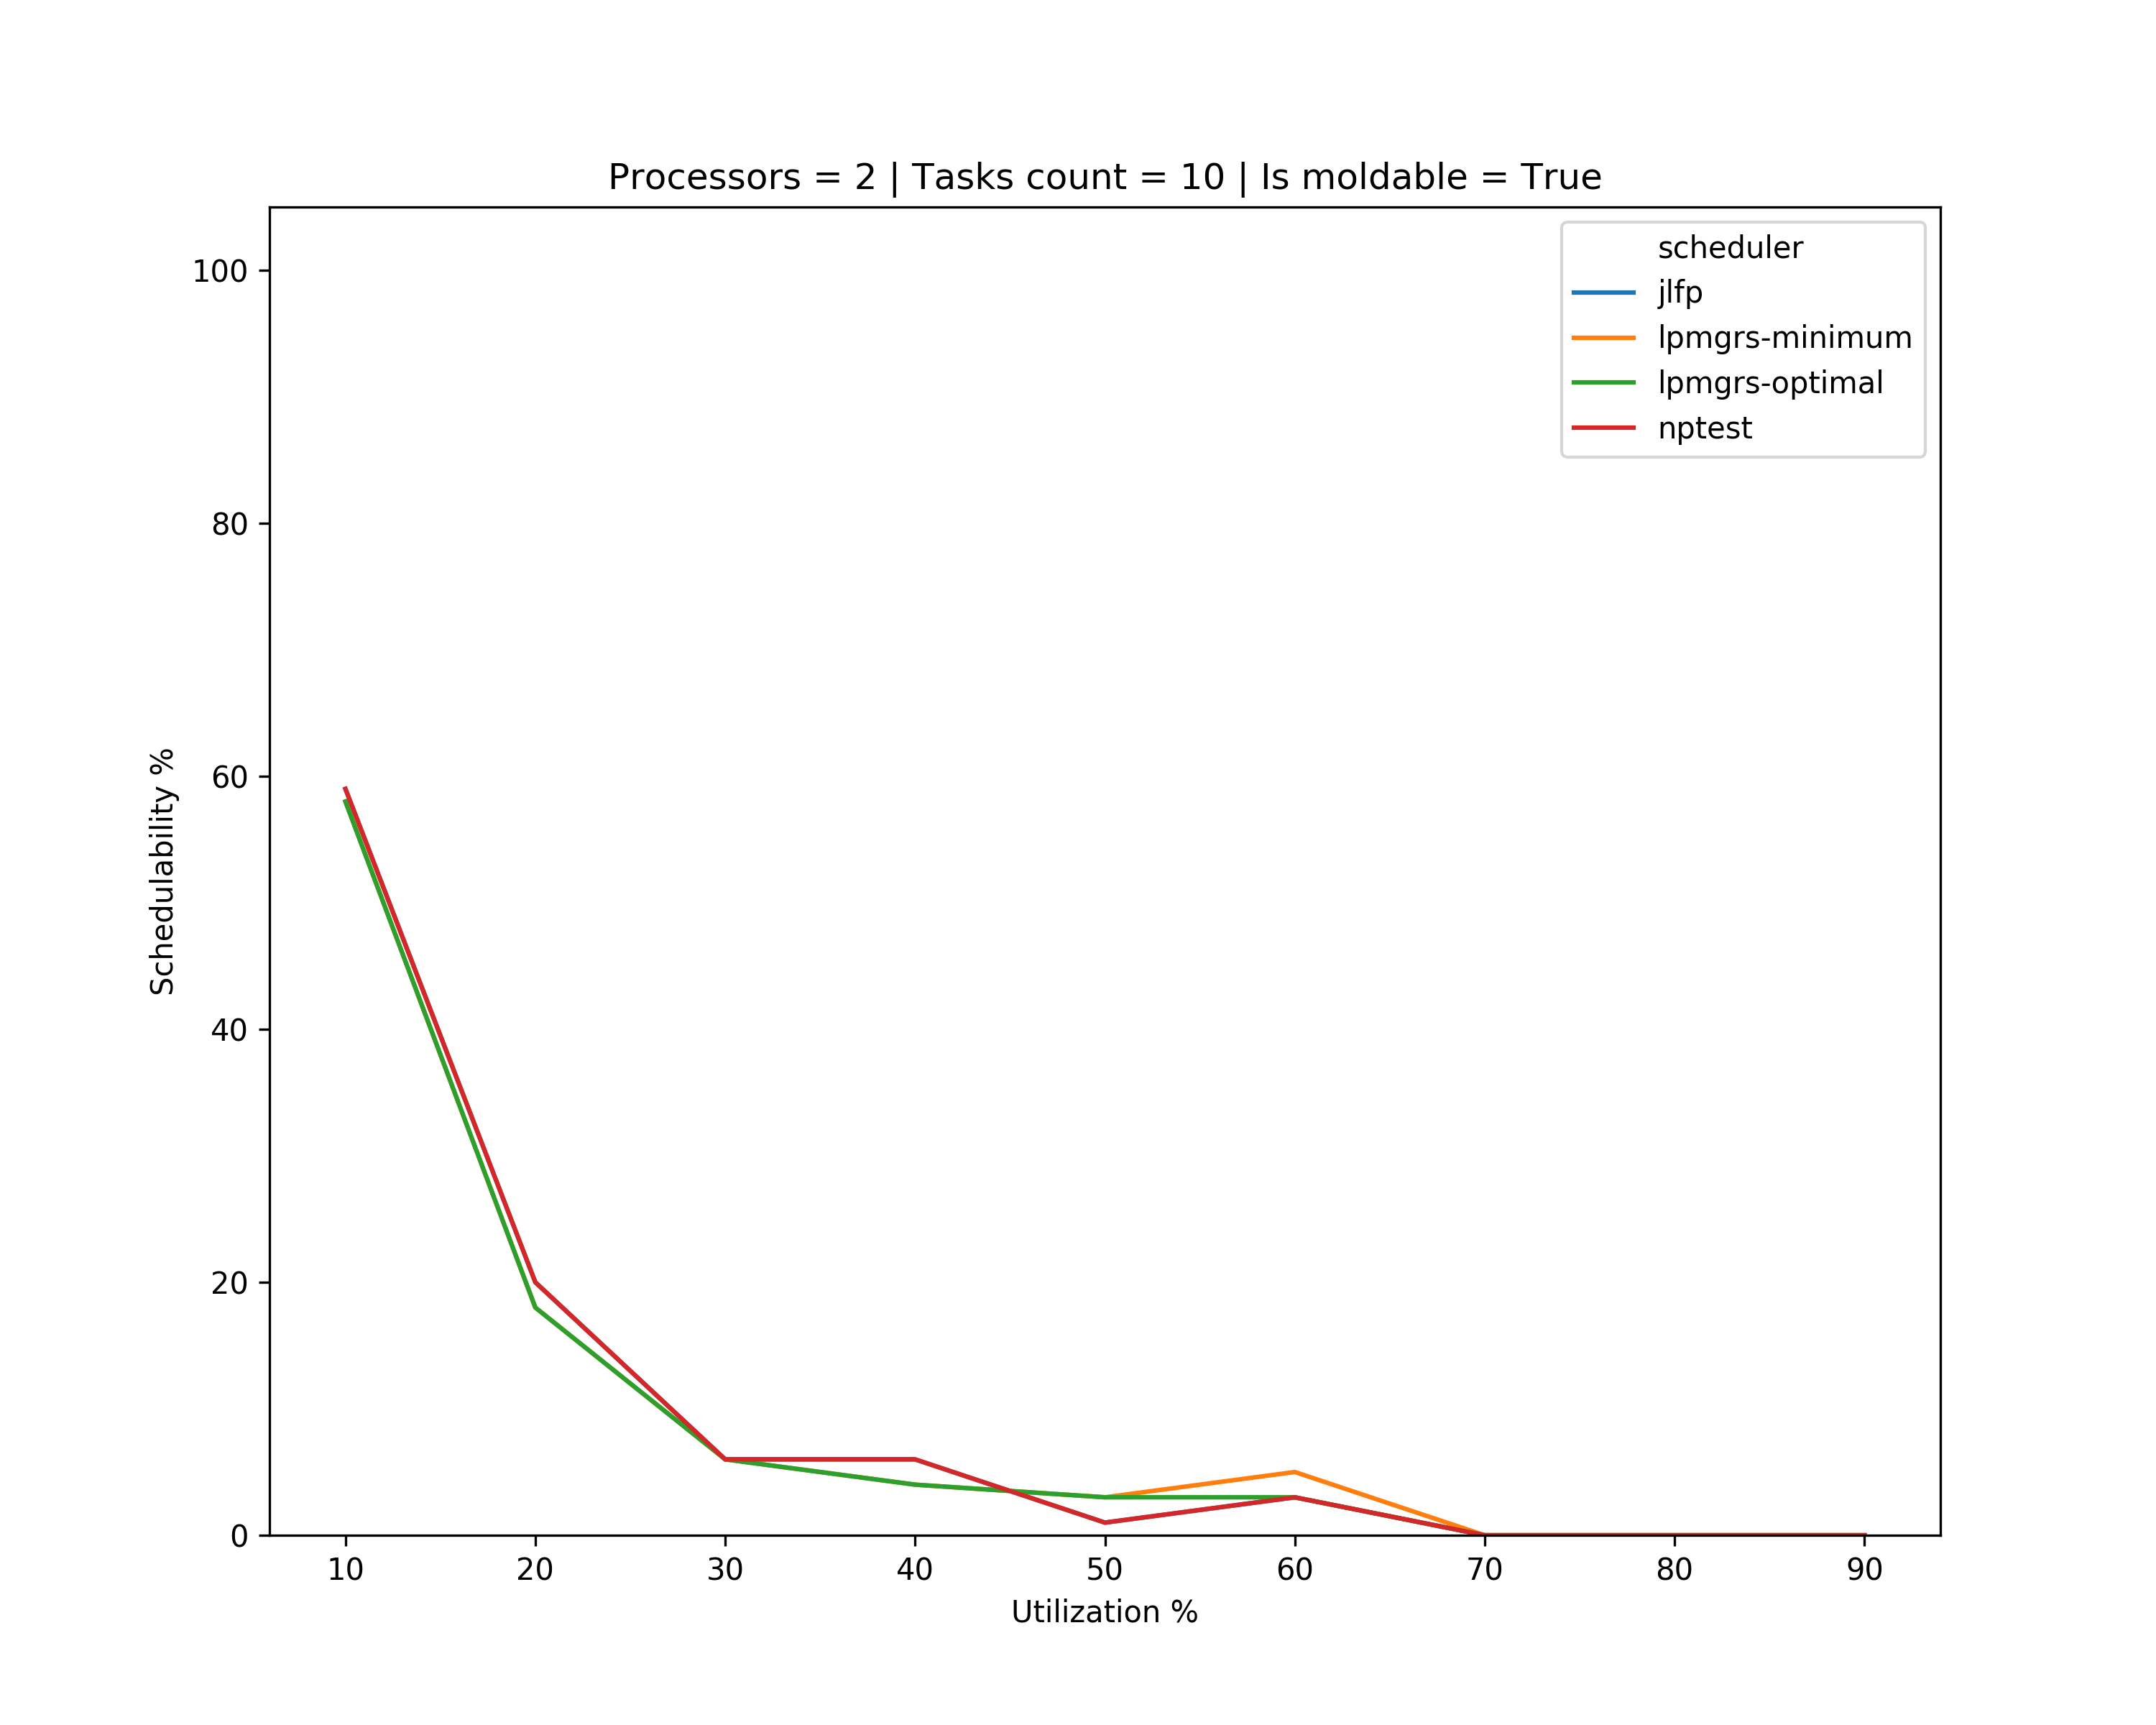 Processors = 2 | Tasks count = 10 | Is moldable = True
scheduler
jlfp
lpmgrs-minimum
lpmgrs-optimal
nptest
Schedulability %
100
80
60
40
20
0
10 20 30 40 50 60 70 80 90
Utilization %